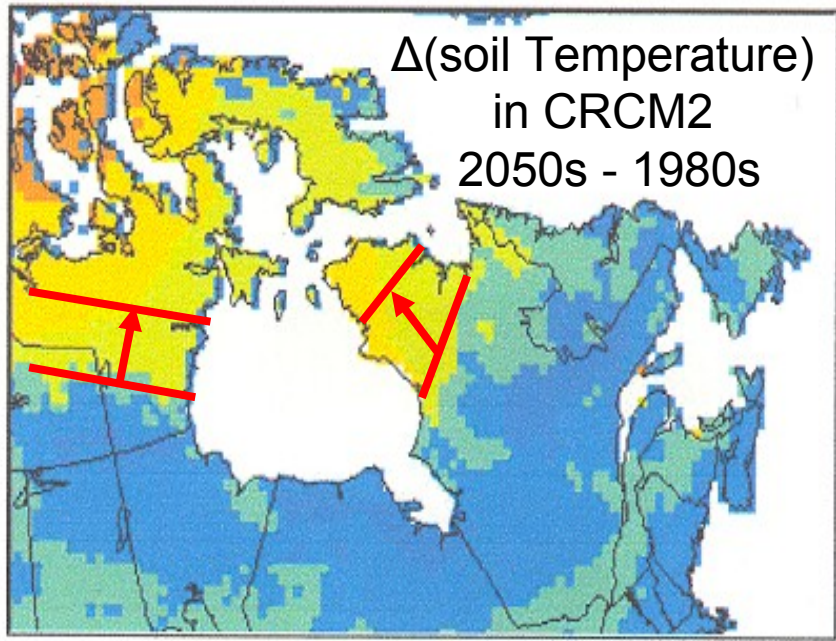 Δ(soil Temperature)
in CRCM2
2050s - 1980s